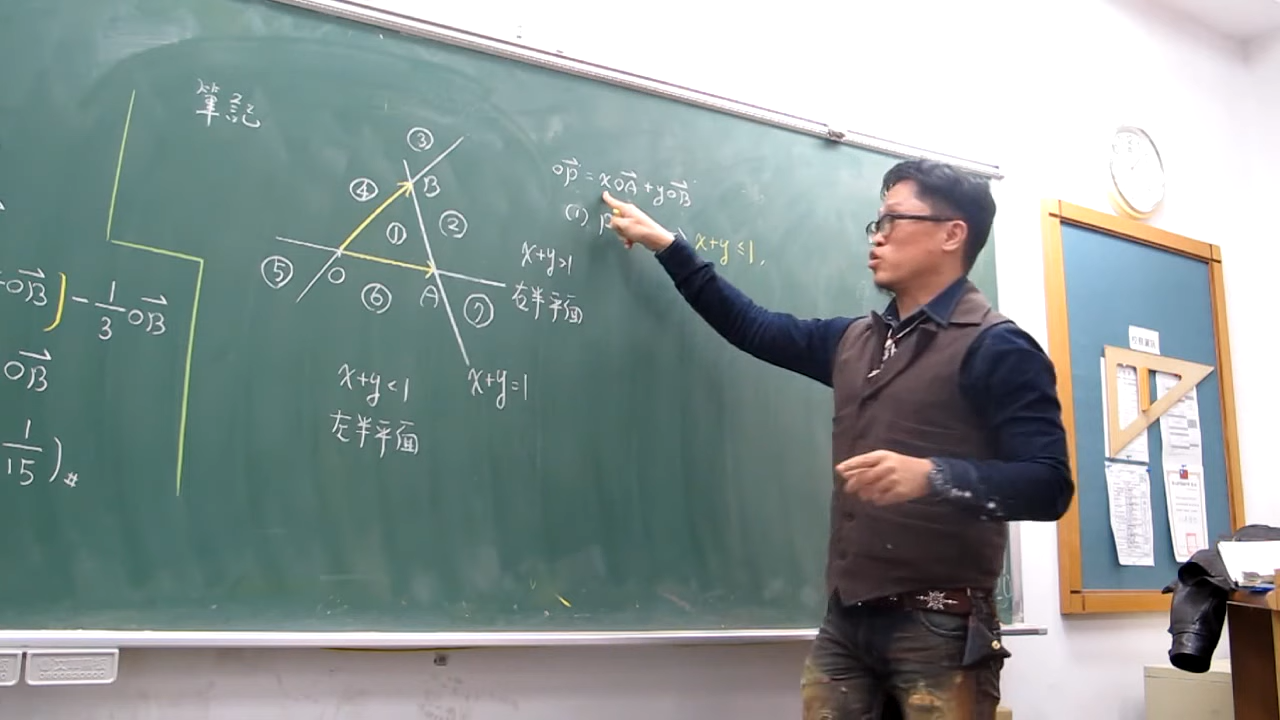 筆記
③
B
④
①
②
O
⑤
⑥
A
⑦
x+y>1
左半平面
x+y<1
左半平面
x+y=1
OP→ = xOA→ + yOB→
(1) P
x+y≤1,
OB→) - 1/3 OB→
OB→
1/15)#